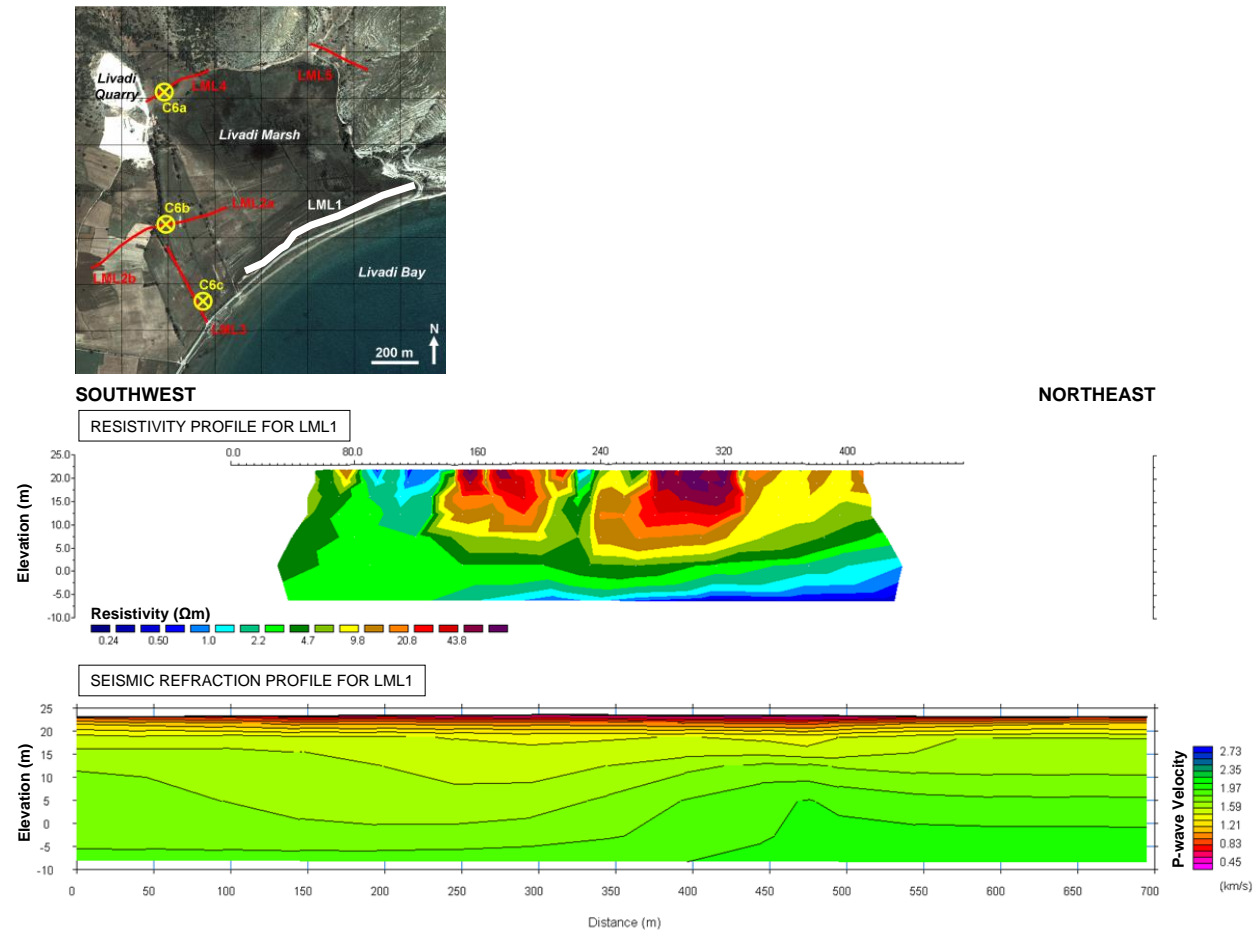 Livadi
Quarry
LML4
C6a
LML5
Livadi Marsh
C6b
LML2a
LML1
LML2b
C6c
Livadi Bay
LML3
N
200 m
SOUTHWEST NORTHEAST
RESISTIVITY PROFILE FOR LML1
0.0 80.0 160 240 320 400
Elevation (m)
25.0
20.0
15.0
10.0
5.0
0.0
-5.0
-10.0
Resistivity (Ωm)
0.24 0.50 1.0 2.2 4.7 9.8 20.8 43.8
SEISMIC REFRACTION PROFILE FOR LML1
Elevation (m)
25
20
15
10
5
0
-5
-10
0 50 100 150 200 250 300 350 400 450 500 550 600 650 700
Distance (m)
P-wave Velocity
2.73
2.35
1.97
1.59
1.21
0.83
0.45
(km/s)